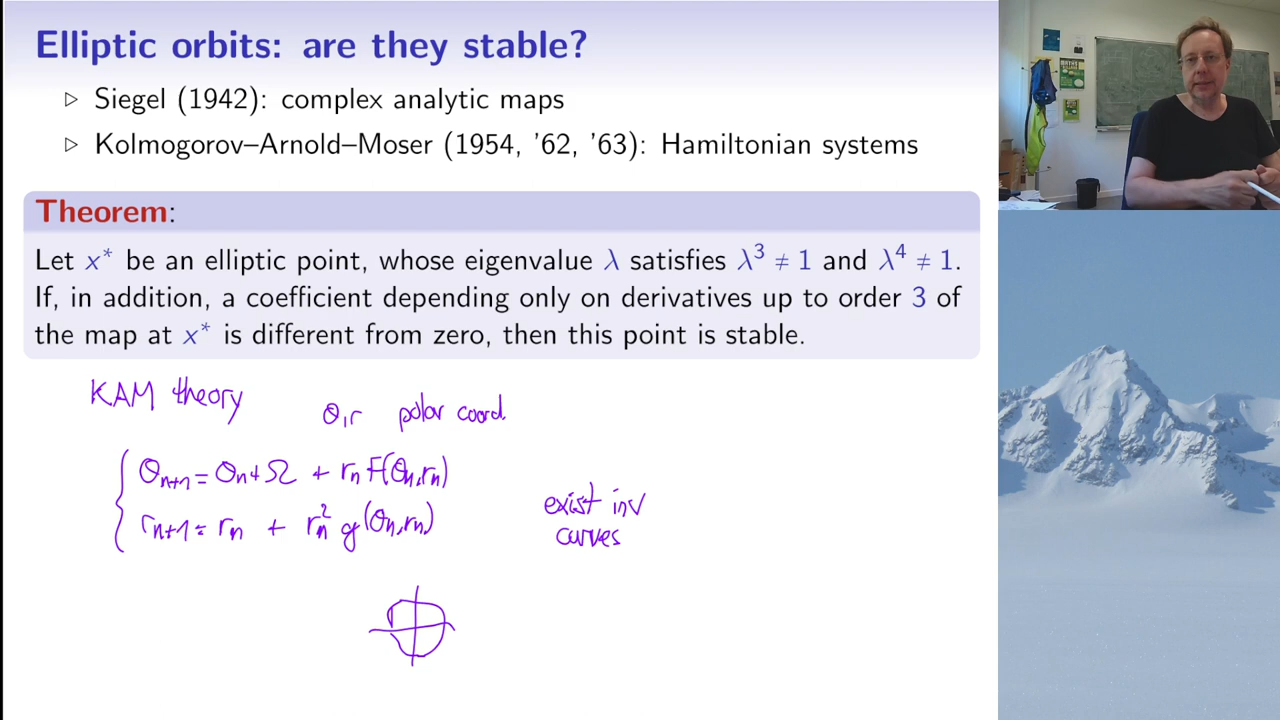 Elliptic orbits: are they stable?
▷ Siegel (1942): complex analytic maps
▷ Kolmogorov–Arnold–Moser (1954, ’62, ’63): Hamiltonian systems
Theorem:
Let x* be an elliptic point, whose eigenvalue λ satisfies λ³ ≠ 1 and λ⁴ ≠ 1.
If, in addition, a coefficient depending only on derivatives up to order 3 of
the map at x* is different from zero, then this point is stable.
KAM theory
θ, r polar coord.
θₙ₊₁ = θₙ + Ω + rₙ f(θₙ, rₙ)
rₙ₊₁ = rₙ + rₙ² g(θₙ, rₙ)
exist inv
curves